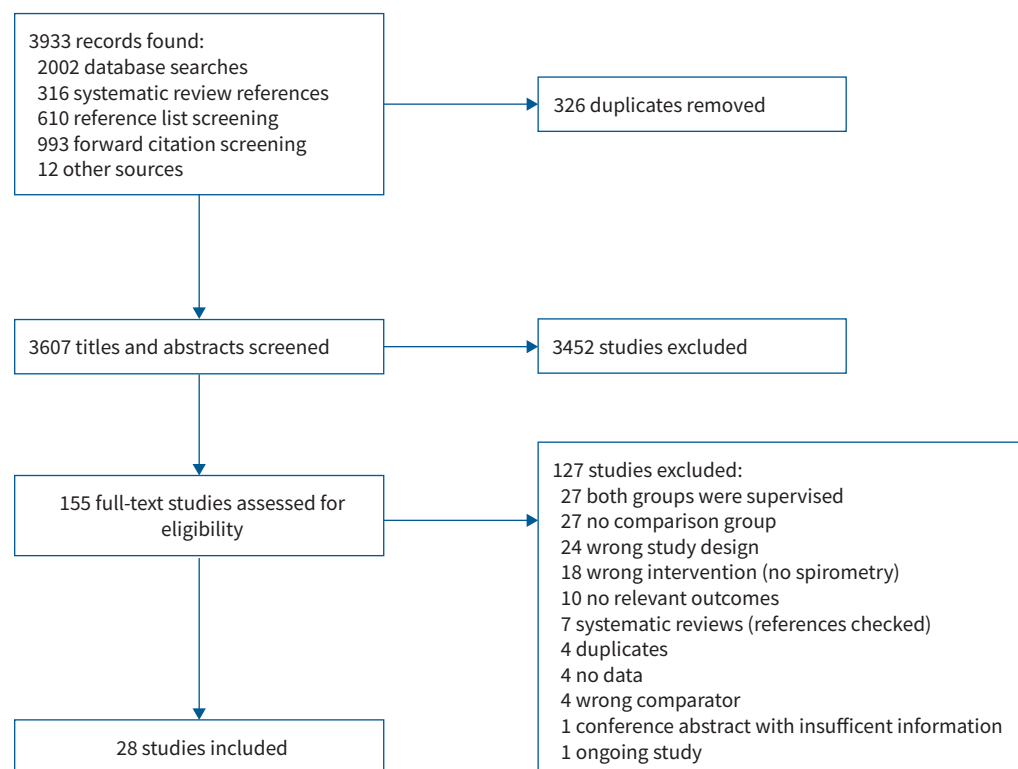 3933 records found:
2002 database searches
316 systematic review references
610 reference list screening
993 forward citation screening
12 other sources
326 duplicates removed
3607 titles and abstracts screened
3452 studies excluded
155 full-text studies assessed for
eligibility
127 studies excluded:
27 both groups were supervised
27 no comparison group
24 wrong study design
18 wrong intervention (no spirometry)
10 no relevant outcomes
7 systematic reviews (references checked)
4 duplicates
4 no data
4 wrong comparator
1 conference abstract with insufficent information
1 ongoing study
28 studies included